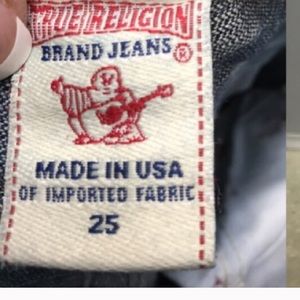 TRUE RELIGION
BRAND JEANS®
MADE IN USA
OF IMPORTED FABRIC
25